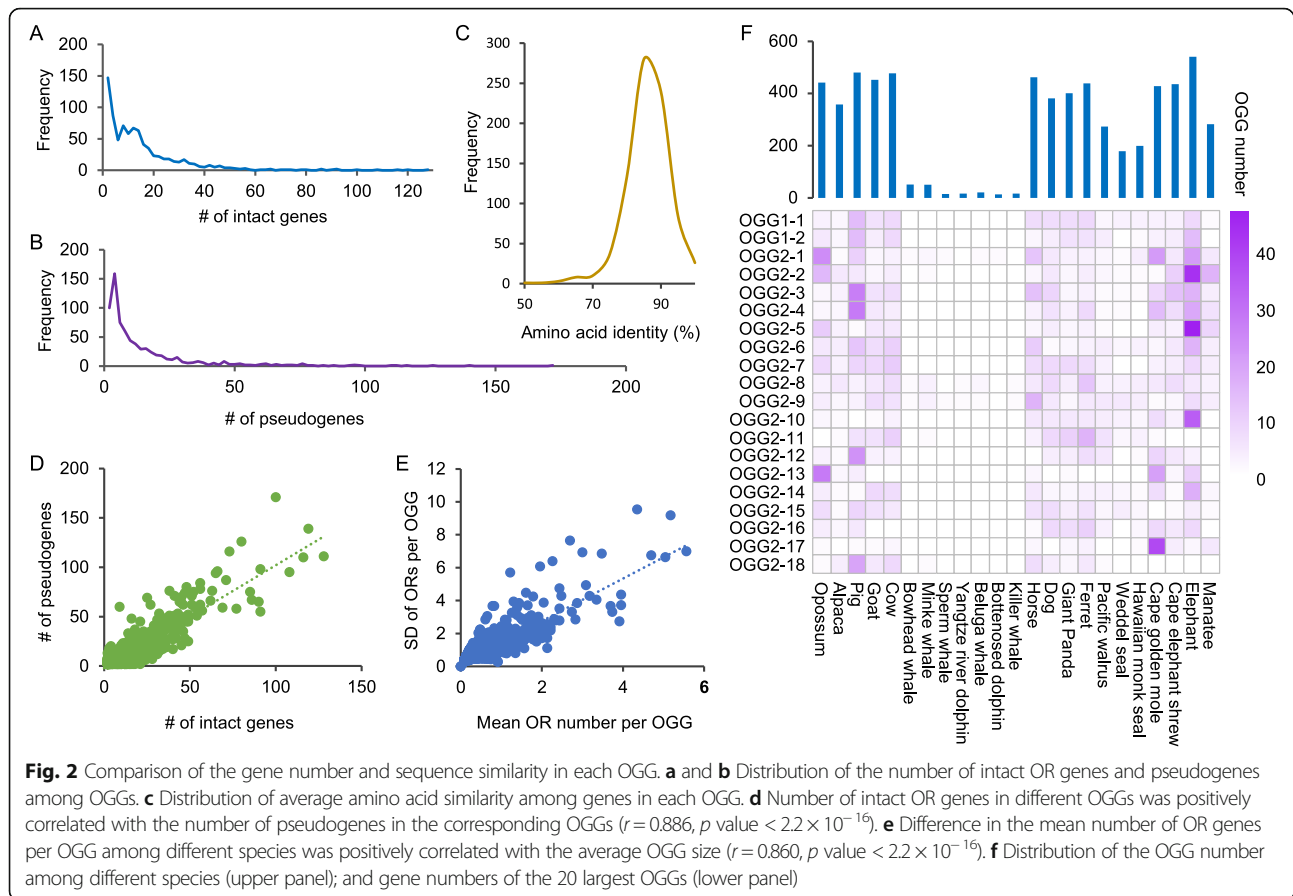 A
200
150
100
50
0
Frequency
0 20 40 60 80 100 120
# of intact genes
B
200
150
100
50
0
Frequency
50 100 150 200
# of pseudogenes
C
300
250
200
150
100
50
0
Frequency
50 70 90
Amino acid identity (%)
D
200
150
100
50
0
# of pseudogenes
0 50 100 150
# of intact genes
E
12
10
8
6
4
2
0
SD of ORs per OGG
0 2 4 6
Mean OR number per OGG
F
600
400
200
0
OGG number
OGG1-1
OGG1-2
OGG2-1
OGG2-2
OGG2-3
OGG2-4
OGG2-5
OGG2-6
OGG2-7
OGG2-8
OGG2-9
OGG2-10
OGG2-11
OGG2-12
OGG2-13
OGG2-14
OGG2-15
OGG2-16
OGG2-17
OGG2-18
40
30
20
10
0
Opossum
Alpaca
Pig
Goat
Cow
Bowhead whale
Minke whale
Sperm whale
Yangtze river dolphin
Beluga whale
Bottenosed dolphin
Killer whale
Horse
Dog
Giant Panda
Ferret
Pacific walrus
Weddel seal
Hawaiian monk seal
Cape golden mole
Cape elephant shrew
Elephant
Manatee
Fig. 2 Comparison of the gene number and sequence similarity in each OGG. a and b Distribution of the number of intact OR genes and pseudogenes
among OGGs. c Distribution of average amino acid similarity among genes in each OGG. d Number of intact OR genes in different OGGs was positively
correlated with the number of pseudogenes in the corresponding OGGs (r = 0.886, p value < 2.2 × 10⁻¹⁶). e Difference in the mean number of OR genes
per OGG among different species was positively correlated with the average OGG size (r = 0.860, p value < 2.2 × 10⁻¹⁶). f Distribution of the OGG number
among different species (upper panel); and gene numbers of the 20 largest OGGs (lower panel)